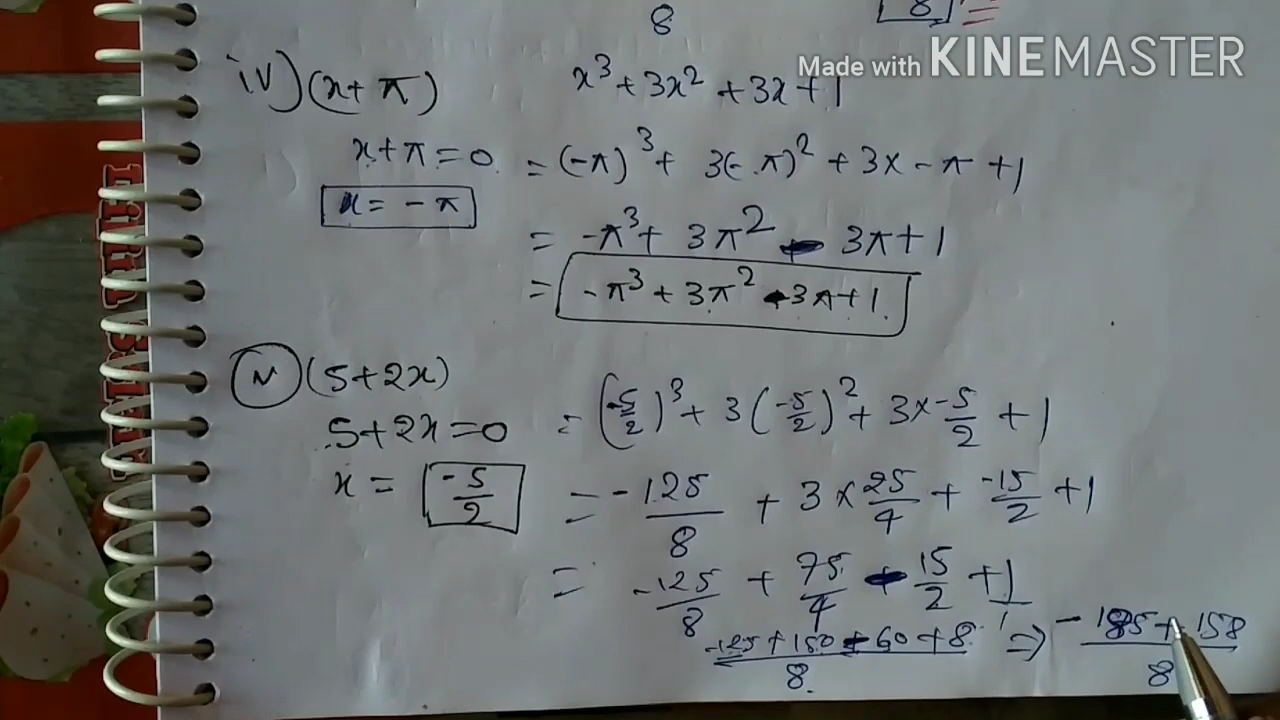 8
8
Made with KINEMASTER
iv) (x+π) x³+3x²+3x+1
x+π=0 = (-π)³+ 3(-π)²+3x-π+1
x=-π
= -π³+ 3π² - 3π+1
= -π³+3π² -3π+1
(5+2x)
5+2x=0 = (-5/2)³+ 3(-5/2)²+ 3x-5/2 +1
x= -5/2 = -125/8 + 3×25/4 + -15/2 +1
= -125/8 + 75/4 - 15/2 +1/1
-125+150-60+8/8 ⇒ -185+158/8